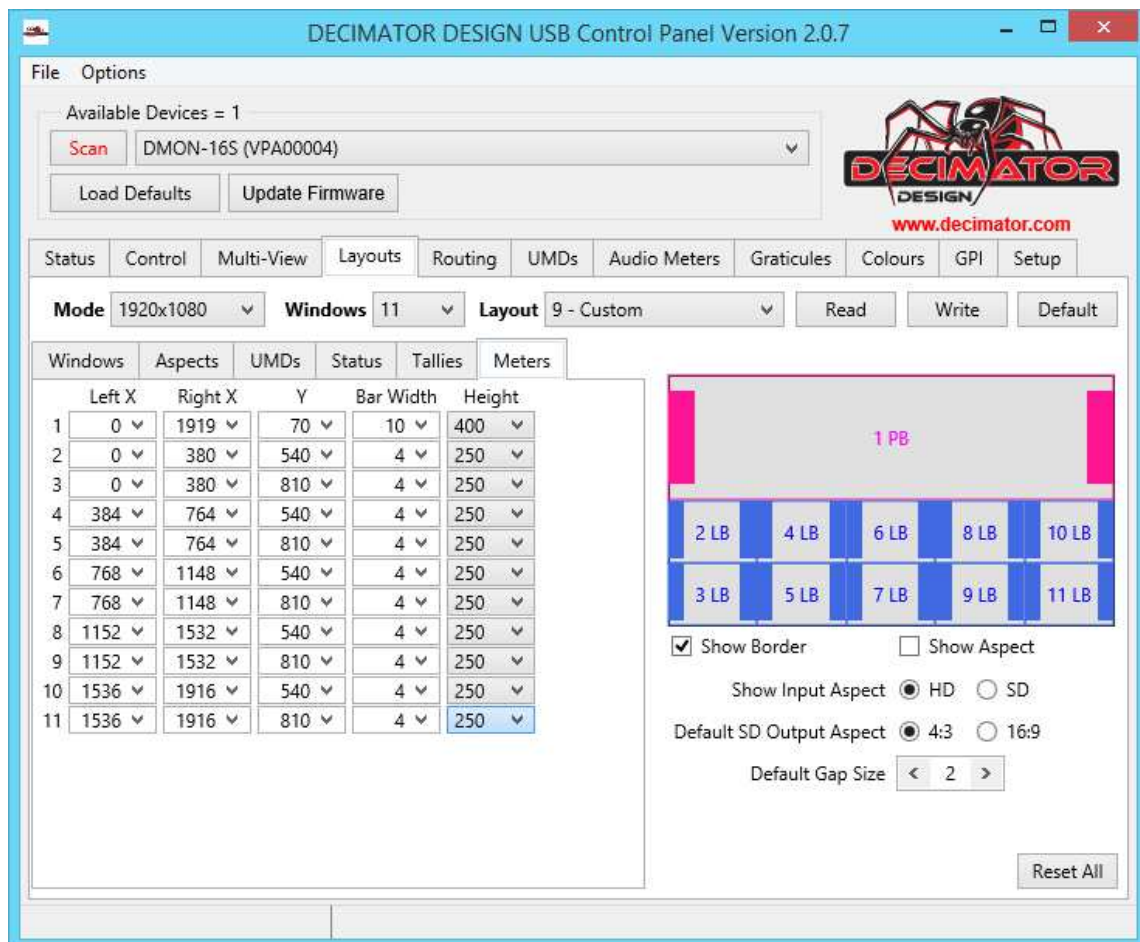 DECIMATOR DESIGN USB Control Panel Version 2.0.7
File Options
Available Devices = 1
Scan DMON-16S (VPA00004)
Load Defaults Update Firmware
DECIMATOR
DESIGN
www.decimator.com
Status Control Multi-View Layouts Routing UMDs Audio Meters Graticules Colours GPI Setup
Mode 1920x1080 Windows 11 Layout 9 - Custom Read Write Default
Windows Aspects UMDs Status Tallies Meters
Left X Right X Y Bar Width Height
1 0 1919 70 10 400
2 0 380 540 4 250
3 0 380 810 4 250
4 384 764 540 4 250
5 384 764 810 4 250
6 768 1148 540 4 250
7 768 1148 810 4 250
8 1152 1532 540 4 250
9 1152 1532 810 4 250
10 1536 1916 540 4 250
11 1536 1916 810 4 250
1 PB
2 LB 4 LB 6 LB 8 LB 10 LB
3 LB 5 LB 7 LB 9 LB 11 LB
Show Border Show Aspect
Show Input Aspect HD SD
Default SD Output Aspect 4:3 16:9
Default Gap Size < 2 >
Reset All